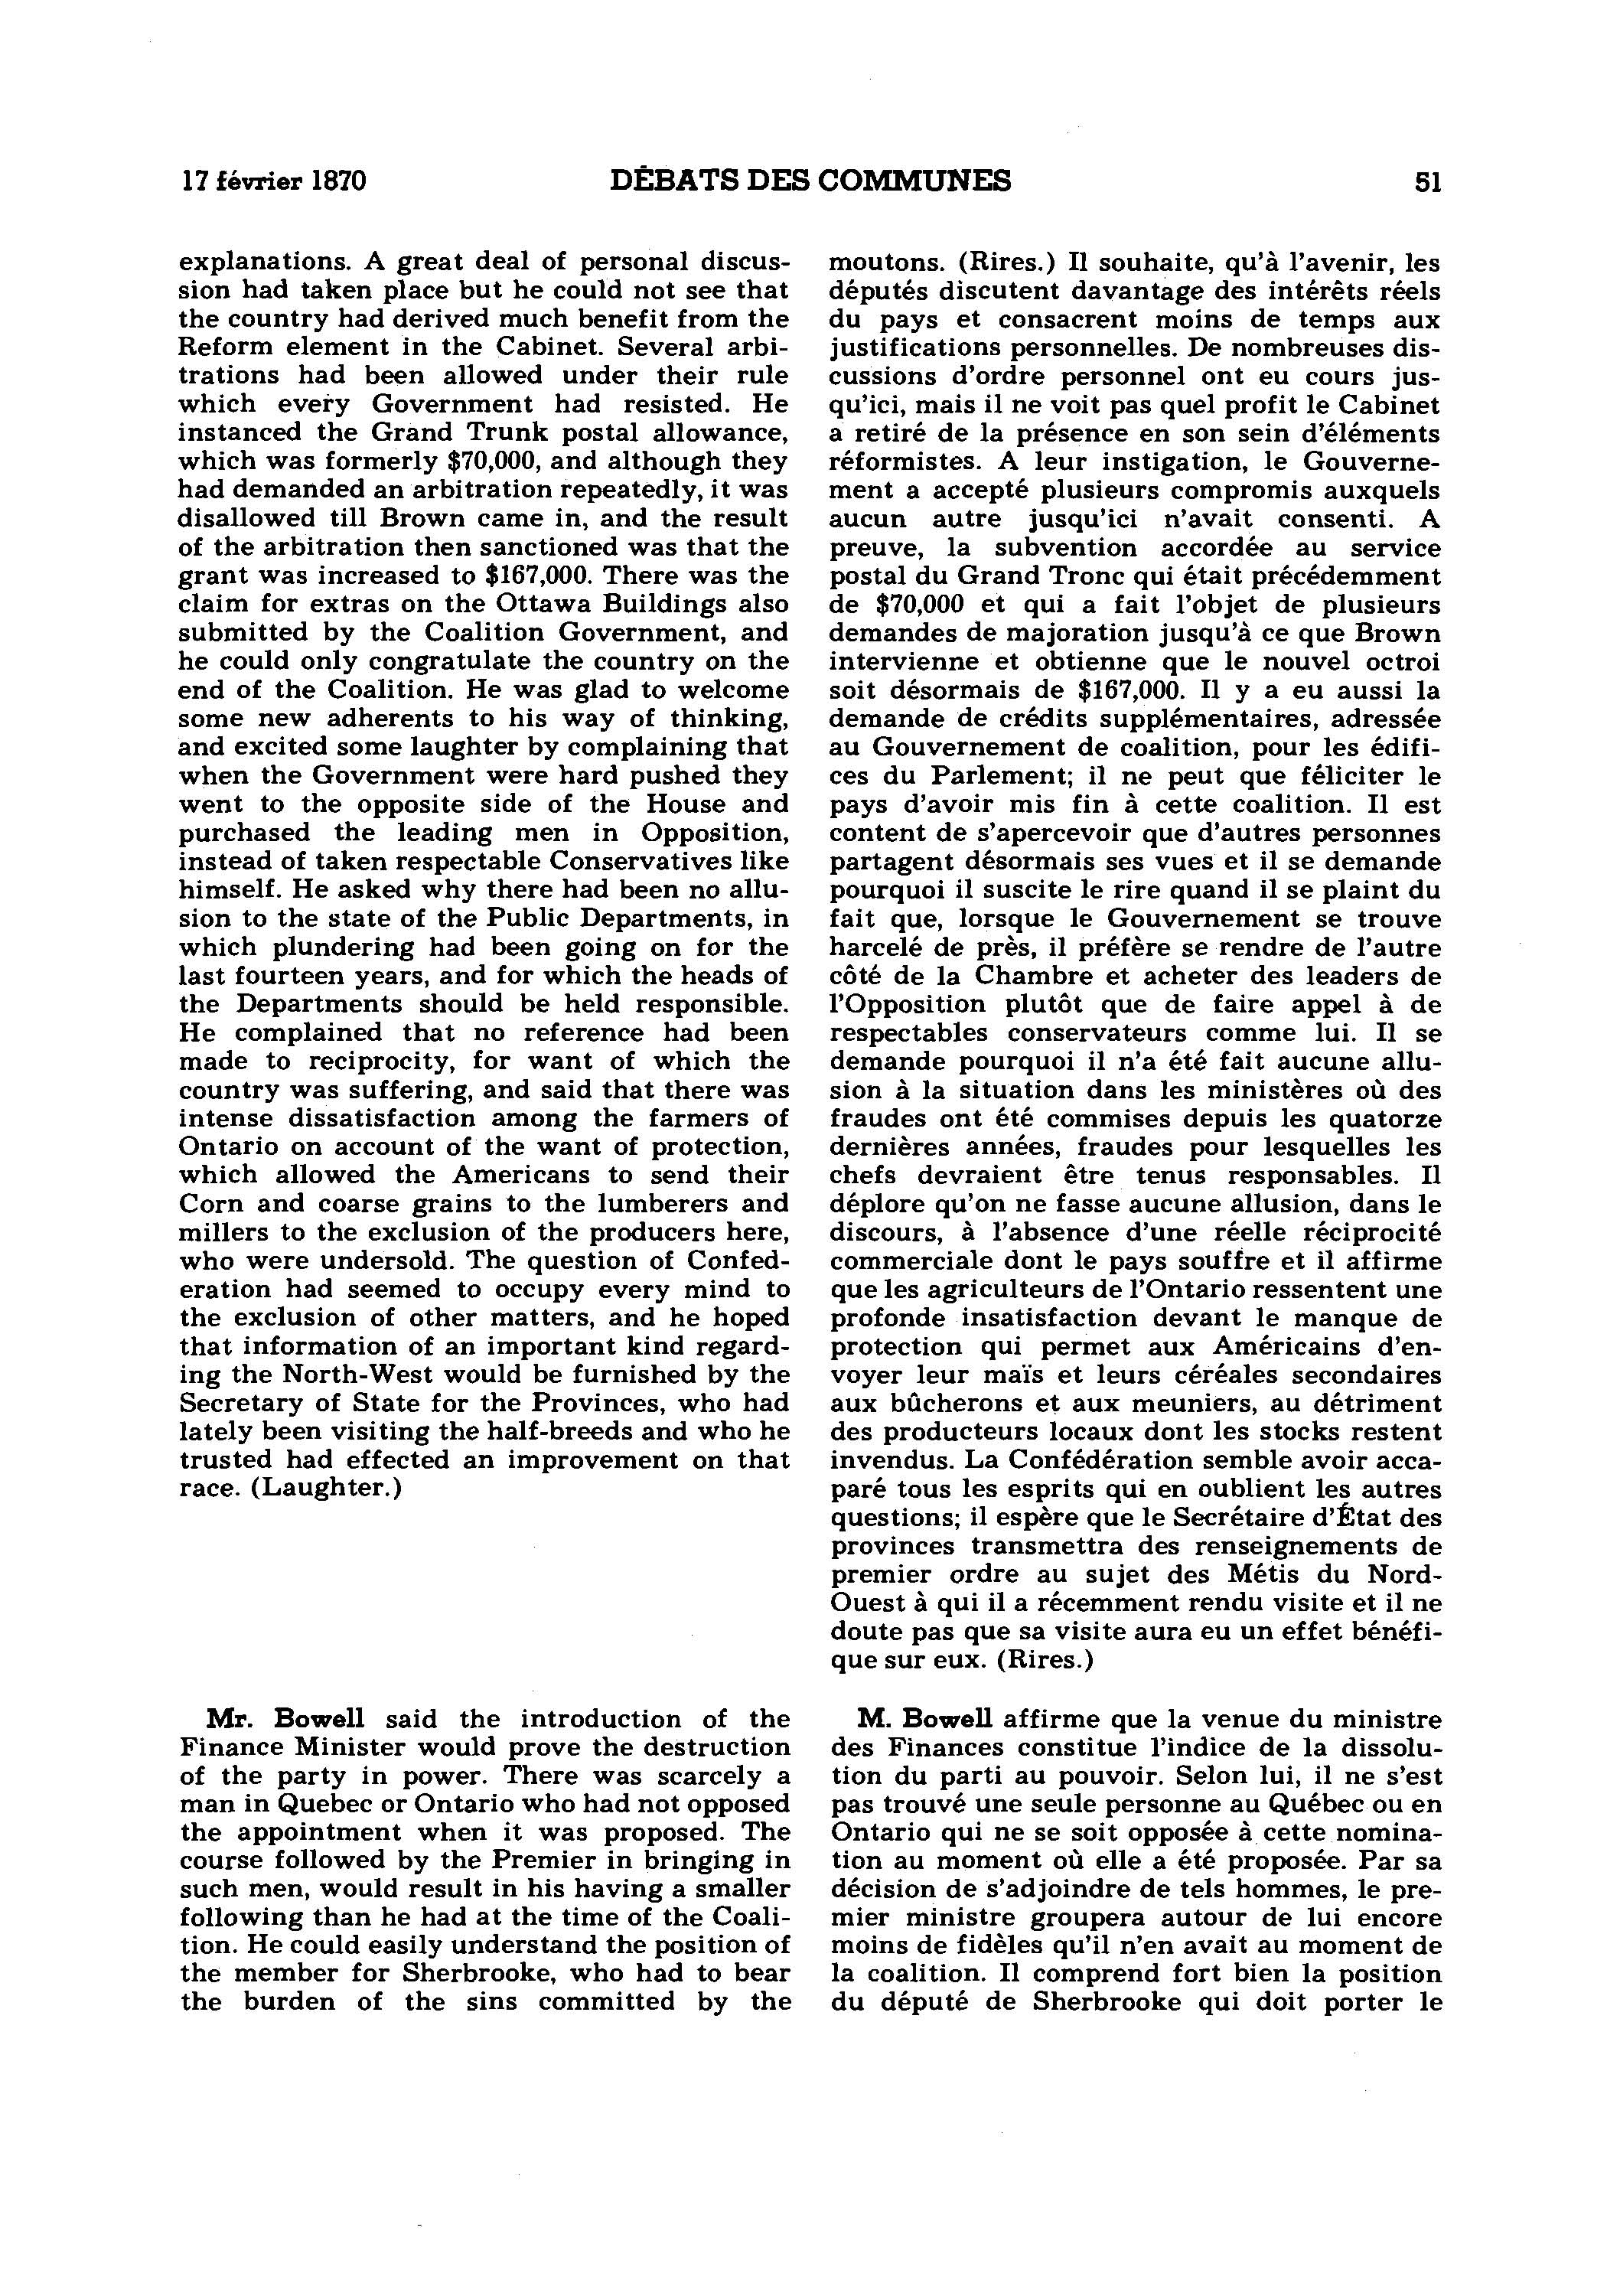 17 février 1870
DÉBATS DES COMMUNES
51
explanations. A great deal of personal discus-
sion had taken place but he could not see that
the country had derived much benefit from the
Reform element in the Cabinet. Several arbi-
trations had been allowed under their rule
which every Government had resisted. He
instanced the Grand Trunk postal allowance,
which was formerly $70,000, and although they
had demanded an arbitration repeatedly, it was
disallowed till Brown came in, and the result
of the arbitration then sanctioned was that the
grant was increased to $167,000. There was the
claim for extras on the Ottawa Buildings also
submitted by the Coalition Government, and
he could only congratulate the country on the
end of the Coalition. He was glad to welcome
some new adherents to his way of thinking,
and excited some laughter by complaining that
when the Government were hard pushed they
went to the opposite side of the House and
purchased the leading men in Opposition,
instead of taken respectable Conservatives like
himself. He asked why there had been no allu-
sion to the state of the Public Departments, in
which plundering had been going on for the
last fourteen years, and for which the heads of
the Departments should be held responsible.
He complained that no reference had been
made to reciprocity, for want of which the
country was suffering, and said that there was
intense dissatisfaction among the farmers of
Ontario on account of the want of protection,
which allowed the Americans to send their
Corn and coarse grains to the lumberers and
millers to the exclusion of the producers here,
who were undersold. The question of Confed-
eration had seemed to occupy every mind to
the exclusion of other matters, and he hoped
that information of an important kind regard-
ing the North-West would be furnished by the
Secretary of State for the Provinces, who had
lately been visiting the half-breeds and who he
trusted had effected an improvement on that
race. (Laughter.)
Mr. Bowell said the introduction of the
Finance Minister would prove the destruction
of the party in power. There was scarcely a
man in Quebec or Ontario who had not opposed
the appointment when it was proposed. The
course followed by the Premier in bringing in
such men, would result in his having a smaller
following than he had at the time of the Coali-
tion. He could easily understand the position of
the member for Sherbrooke, who had to bear
the burden of the sins committed by the
moutons. (Rires.) Il souhaite, qu'à l'avenir, les
députés discutent davantage des intérêts réels
du pays et consacrent moins de temps aux
justifications personnelles. De nombreuses dis-
cussions d'ordre personnel ont eu cours jus-
qu'ici, mais il ne voit pas quel profit le Cabinet
a retiré de la présence en son sein d'éléments
réformistes. A leur instigation, le Gouverne-
ment a accepté plusieurs compromis auxquels
aucun autre jusqu'ici n'avait consenti. A
preuve, la subvention accordée au service
postal du Grand Tronc qui était précédemment
de $70,000 et qui a fait l'objet de plusieurs
demandes de majoration jusqu'à ce que Brown
intervienne et obtienne que le nouvel octroi
soit désormais de $167,000. Il y a eu aussi la
demande de crédits supplémentaires, adressée
au Gouvernement de coalition, pour les édifi-
ces du Parlement; il ne peut que féliciter le
pays d'avoir mis fin à cette coalition. Il est
content de s'apercevoir que d'autres personnes
partagent désormais ses vues et il se demande
pourquoi il suscite le rire quand il se plaint du
fait que, lorsque le Gouvernement se trouve
harcelé de près, il préfère se rendre de l'autre
côté de la Chambre et acheter des leaders de
l'Opposition plutôt que de faire appel à de
respectables conservateurs comme lui. Il se
demande pourquoi il n'a été fait aucune allu-
sion à la situation dans les ministères où des
fraudes ont été commises depuis les quatorze
dernières années, fraudes pour lesquelles les
chefs devraient être tenus responsables. Il
déplore qu'on ne fasse aucune allusion, dans le
discours, à l'absence d'une réelle réciprocité
commerciale dont le pays souffre et il affirme
que les agriculteurs de l'Ontario ressentent une
profonde insatisfaction devant le manque de
protection qui permet aux Américains d'en-
voyer leur maïs et leurs céréales secondaires
aux bûcherons et aux meuniers, au détriment
des producteurs locaux dont les stocks restent
invendus. La Confédération semble avoir acca-
paré tous les esprits qui en oublient les autres
questions; il espère que le Secrétaire d'État des
provinces transmettra des renseignements de
premier ordre au sujet des Métis du Nord-
Ouest à qui il a récemment rendu visite et il ne
doute pas que sa visite aura eu un effet bénéfi-
que sur eux. (Rires.)
M. Bowell affirme que la venue du ministre
des Finances constitue l'indice de la dissolu-
tion du parti au pouvoir. Selon lui, il ne s'est
pas trouvé une seule personne au Québec ou en
Ontario qui ne se soit opposée à cette nomina-
tion au moment où elle a été proposée. Par sa
décision de s'adjoindre de tels hommes, le pre-
mier ministre groupera autour de lui encore
moins de fidèles qu'il n'en avait au moment de
la coalition. Il comprend fort bien la position
du député de Sherbrooke qui doit porter le